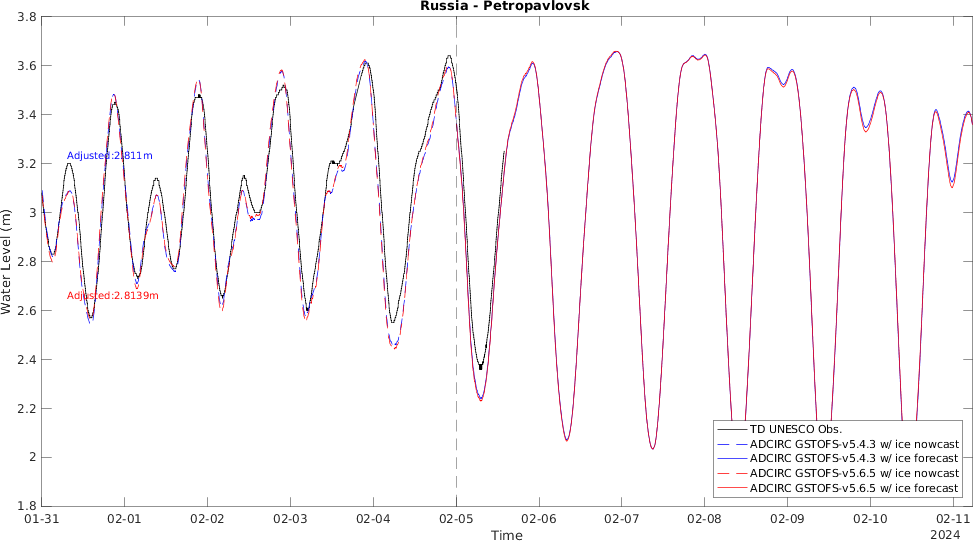 Russia - Petropavlovsk
3.8
3.6
3.4
3.2
3
2.8
2.6
2.4
2.2
2
1.8
Water Level (m)
Adjusted:2.811m
Adjusted:2.8139m
TD UNESCO Obs.
ADCIRC GSTOFS-v5.4.3 w/ ice nowcast
ADCIRC GSTOFS-v5.4.3 w/ ice forecast
ADCIRC GSTOFS-v5.6.5 w/ ice nowcast
ADCIRC GSTOFS-v5.6.5 w/ ice forecast
01-31 02-01 02-02 02-03 02-04 02-05 02-06 02-07 02-08 02-09 02-10 02-11
Time
2024